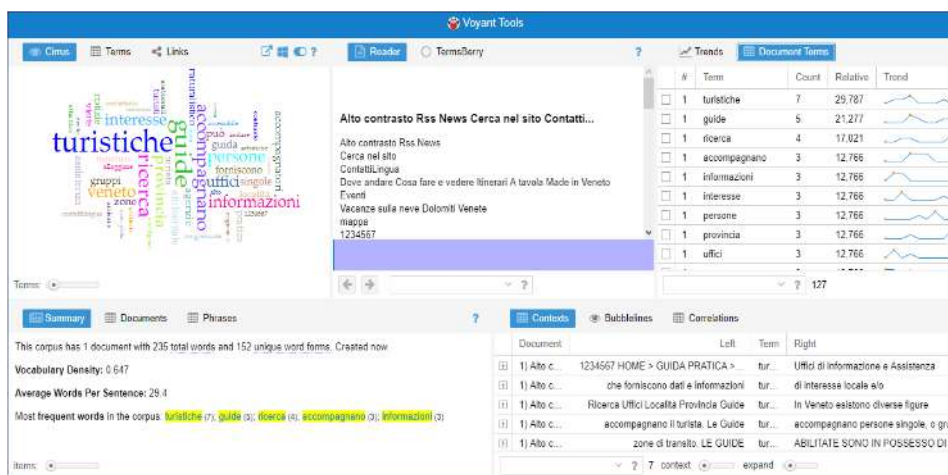 Voyant Tools
Cirrus Terms Links ?
turistiche
guide
accompagnano
ricerca
informazioni
veneto
interesse
persone
uffici
provincia
zone
gruppi
può
guida
forniscono
singole
agenzie
accompagnatori
naturalistico
1234567
Terms:
Reader TermsBerry ?
Alto contrasto Rss News Cerca nel sito Contatti...
Alto contrasto Rss News
Cerca nel sito
ContattiLingua
Dove andare Cosa fare e vedere Itinerari A tavola Made in Veneto
Eventi
Vacanze sulla neve Dolomiti Venete
mappa
1234567
?
Trends Document Terms
# Term Count Relative Trend
1 turistiche 7 29,787
1 guide 5 21,277
1 ricerca 4 17,021
1 accompagnano 3 12,766
1 informazioni 3 12,766
1 interesse 3 12,766
1 persone 3 12,766
1 provincia 3 12,766
1 uffici 3 12,766
? 127
Summary Documents Phrases ?
This corpus has 1 document with 235 total words and 152 unique word forms. Created now
Vocabulary Density: 0.647
Average Words Per Sentence: 29.4
Most frequent words in the corpus: turistiche (7); guide (5); ricerca (4); accompagnano (3); informazioni (3)
items:
Contexts Bubblelines Correlations
Document Left Term Right
1) Alto c... 1234567 HOME > GUIDA PRATICA >... tur... Uffici di Informazione e Assistenza
1) Alto c... che forniscono dati e informazioni tur... di interesse locale e/o
1) Alto c... Ricerca Uffici Località Provincia Guide tur... In Veneto esistono diverse figure
1) Alto c... accompagnano il turista. LE GUIDE tur... accompagnano persone singole, o gru
1) Alto c... zone di transito. LE GUIDE tur... ABILITATE SONO IN POSSESSO DI
? 7 context expand